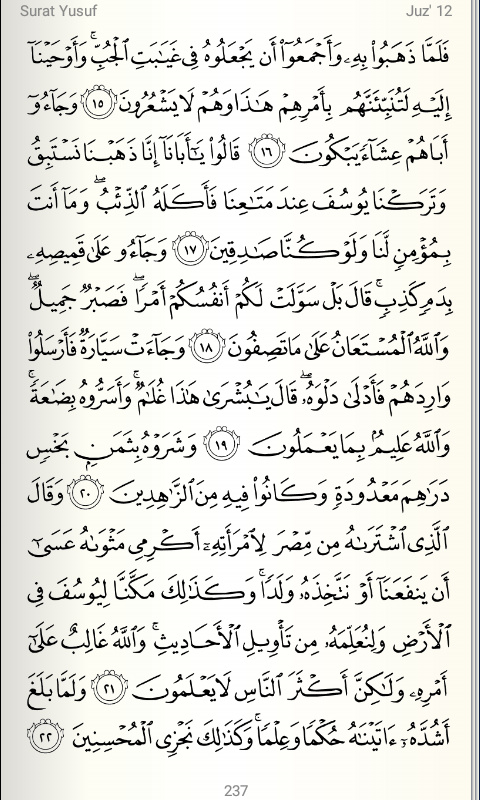 Surat Yusuf Juz' 12
فَلَمَّا ذَهَبُوا۟ بِهِۦ وَأَجْمَعُوٓا۟ أَن يَجْعَلُوهُ فِى غَيَٰبَتِ ٱلْجُبِّ ۚ وَأَوْحَيْنَآ
إِلَيْهِ لَتُنَبِّئَنَّهُم بِأَمْرِهِمْ هَٰذَا وَهُمْ لَا يَشْعُرُونَ ١٥ وَجَآءُوٓ
أَبَاهُمْ عِشَآءً يَبْكُونَ ١٦ قَالُوا۟ يَٰٓأَبَانَآ إِنَّا ذَهَبْنَا نَسْتَبِقُ
وَتَرَكْنَا يُوسُفَ عِندَ مَتَٰعِنَا فَأَكَلَهُ ٱلذِّئْبُ ۖ وَمَآ أَنتَ
بِمُؤْمِنٍ لَّنَا وَلَوْ كُنَّا صَٰدِقِينَ ١٧ وَجَآءُو عَلَىٰ قَمِيصِهِۦ
بِدَمٍ كَذِبٍ ۚ قَالَ بَلْ سَوَّلَتْ لَكُمْ أَنفُسُكُمْ أَمْرًا ۖ فَصَبْرٌ جَمِيلٌ ۖ
وَٱللَّهُ ٱلْمُسْتَعَانُ عَلَىٰ مَا تَصِفُونَ ١٨ وَجَآءَتْ سَيَّارَةٌ فَأَرْسَلُوا۟
وَارِدَهُمْ فَأَدْلَىٰ دَلْوَهُۥ ۖ قَالَ يَٰبُشْرَىٰ هَٰذَا غُلَٰمٌ ۚ وَأَسَرُّوهُ بِضَٰعَةً ۚ
وَٱللَّهُ عَلِيمٌۢ بِمَا يَعْمَلُونَ ١٩ وَشَرَوْهُ بِثَمَنٍۭ بَخْسٍ
دَرَٰهِمَ مَعْدُودَةٍ وَكَانُوا۟ فِيهِ مِنَ ٱلزَّٰهِدِينَ ٢٠ وَقَالَ
ٱلَّذِى ٱشْتَرَىٰهُ مِن مِّصْرَ لِٱمْرَأَتِهِۦٓ أَكْرِمِى مَثْوَىٰهُ عَسَىٰٓ
أَن يَنفَعَنَآ أَوْ نَتَّخِذَهُۥ وَلَدًا ۚ وَكَذَٰلِكَ مَكَّنَّا لِيُوسُفَ فِى
ٱلْأَرْضِ وَلِنُعَلِّمَهُۥ مِن تَأْوِيلِ ٱلْأَحَادِيثِ ۚ وَٱللَّهُ غَالِبٌ عَلَىٰٓ
أَمْرِهِۦ وَلَٰكِنَّ أَكْثَرَ ٱلنَّاسِ لَا يَعْلَمُونَ ٢١ وَلَمَّا بَلَغَ
أَشُدَّهُۥٓ ءَاتَيْنَٰهُ حُكْمًا وَعِلْمًا ۚ وَكَذَٰلِكَ نَجْزِى ٱلْمُحْسِنِينَ ٢٢
237